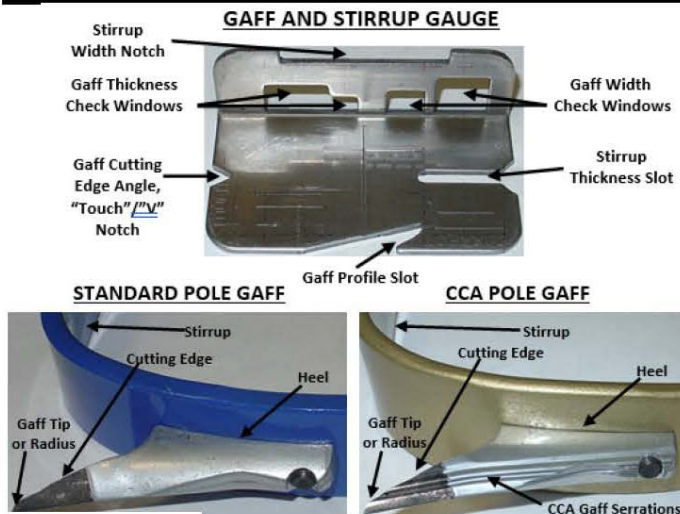 GAFF AND STIRRUP GAUGE
Stirrup
Width Notch
Gaff Thickness
Check Windows
Gaff Width
Check Windows
Gaff Cutting
Edge Angle,
"Touch"/"V"
Notch
Stirrup
Thickness Slot
Gaff Profile Slot
STANDARD POLE GAFF
Stirrup
Cutting Edge
Heel
Gaff Tip
or Radius
CCA POLE GAFF
Stirrup
Cutting Edge
Heel
Gaff Tip
or Radius
CCA Gaff Serrations